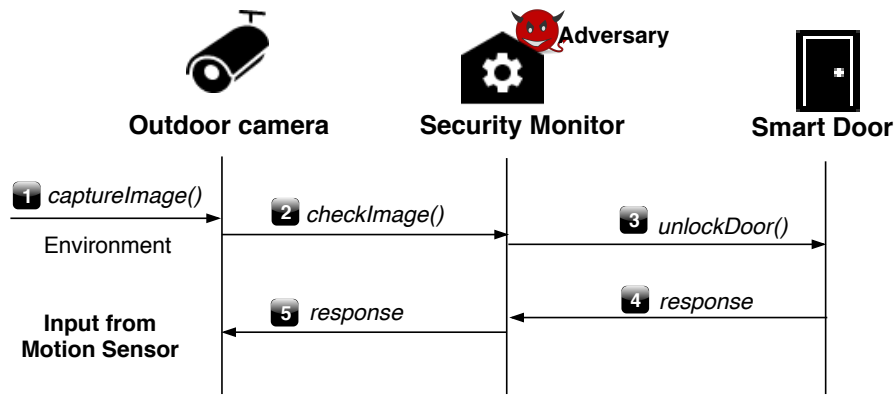 Adversary
Outdoor camera
Security Monitor
Smart Door
1 captureImage()
2 checkImage()
3 unlockDoor()
Environment
4 response
5 response
Input from
Motion Sensor